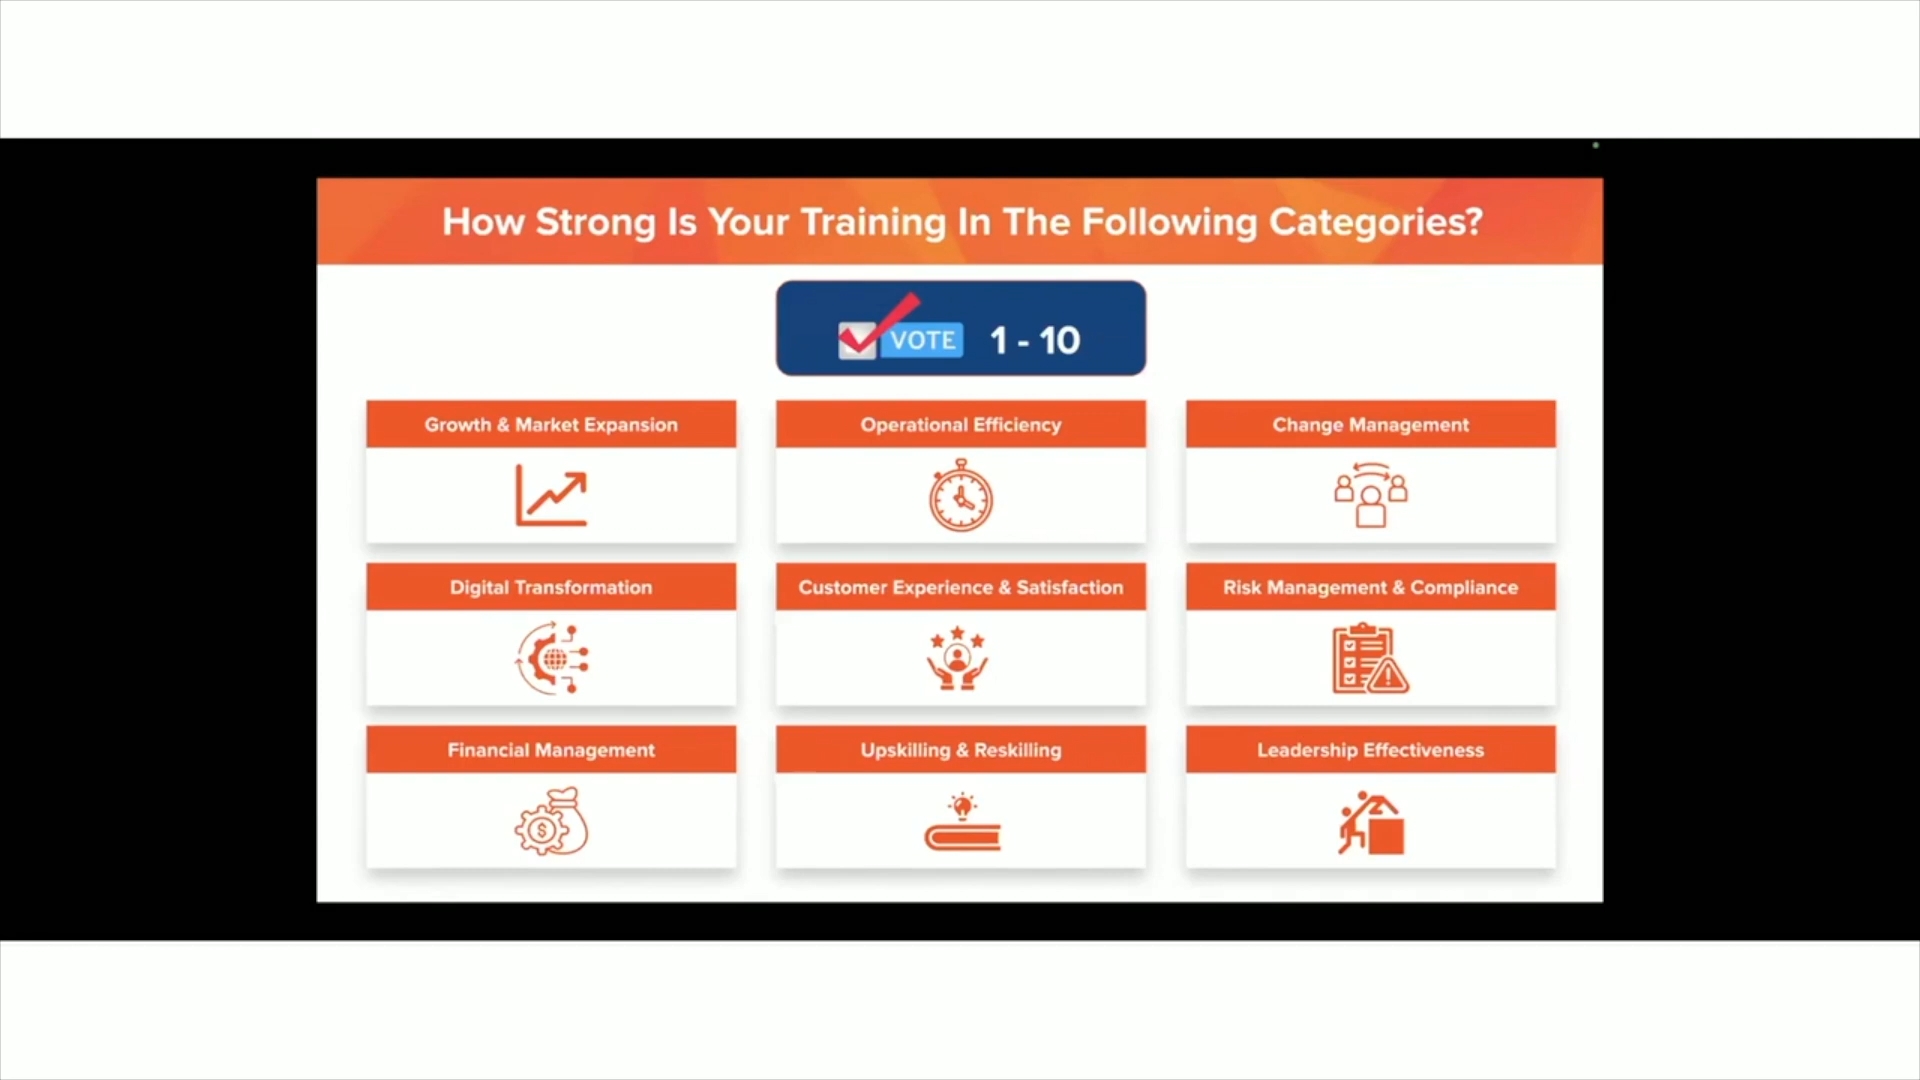 How Strong Is Your Training In The Following Categories?
VOTE 1 - 10
Growth & Market Expansion
Operational Efficiency
Change Management
Digital Transformation
Customer Experience & Satisfaction
Risk Management & Compliance
Financial Management
Upskilling & Reskilling
Leadership Effectiveness